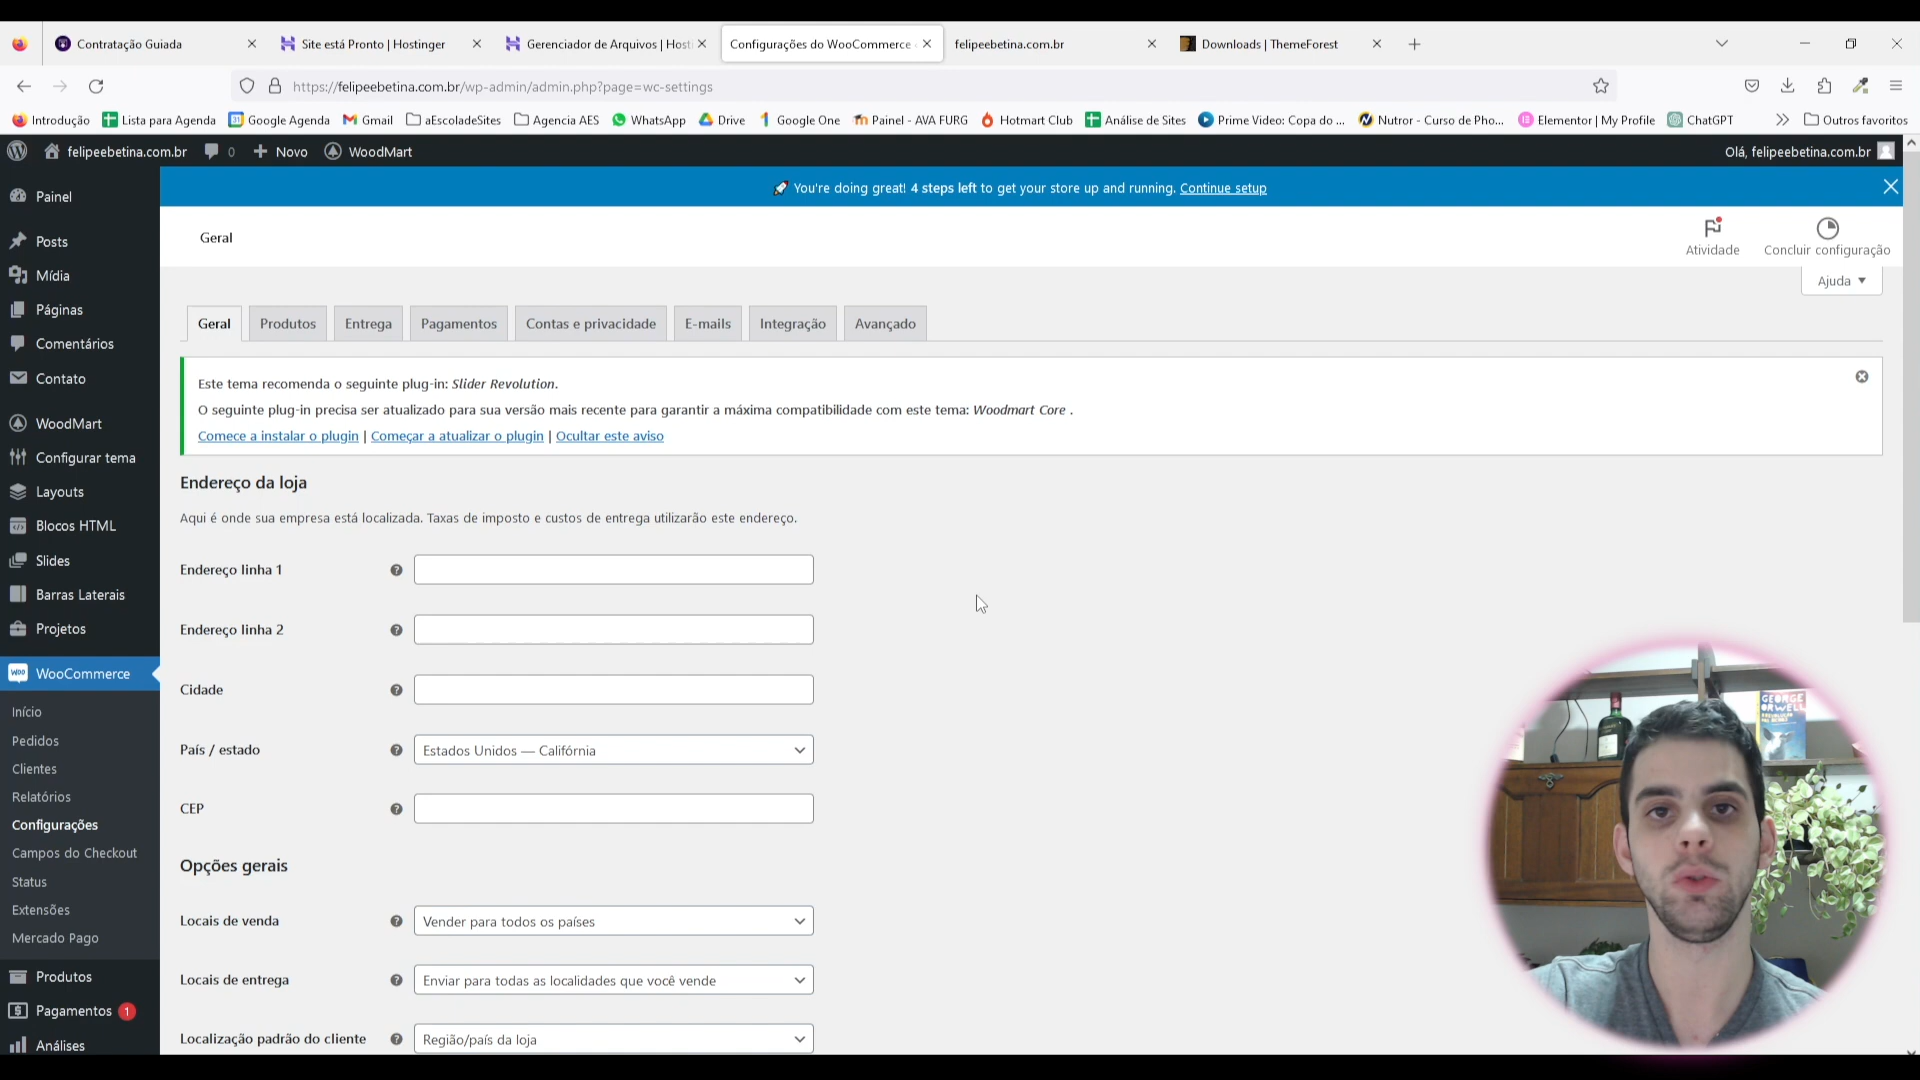 Contratação Guiada
Site está Pronto | Hostinger
Gerenciador de Arquivos | Host
Configurações do WooCommerce
felipeebetina.com.br
Downloads | ThemeForest
https://felipeebetina.com.br/wp-admin/admin.php?page=wc-settings
Introdução
Lista para Agenda
Google Agenda
Gmail
aEscoladeSites
Agencia AES
WhatsApp
Drive
Google One
Painel - AVA FURG
Hotmart Club
Análise de Sites
Prime Video: Copa do ...
Nutror - Curso de Pho...
Elementor | My Profile
ChatGPT
Outros favoritos
felipeebetina.com.br
0
Novo
WoodMart
Olá, felipeebetina.com.br
You're doing great! 4 steps left to get your store up and running. Continue setup
Painel
Posts
Mídia
Páginas
Comentários
Contato
WoodMart
Configurar tema
Layouts
Blocos HTML
Slides
Barras Laterais
Projetos
WooCommerce
Início
Pedidos
Clientes
Relatórios
Configurações
Campos do Checkout
Status
Extensões
Mercado Pago
Produtos
Pagamentos 1
Análises
Geral
Atividade
Concluir configuração
Ajuda
Geral
Produtos
Entrega
Pagamentos
Contas e privacidade
E-mails
Integração
Avançado
Este tema recomenda o seguinte plug-in: Slider Revolution.
O seguinte plug-in precisa ser atualizado para sua versão mais recente para garantir a máxima compatibilidade com este tema: Woodmart Core .
Comece a instalar o plugin | Começar a atualizar o plugin | Ocultar este aviso
Endereço da loja
Aqui é onde sua empresa está localizada. Taxas de imposto e custos de entrega utilizarão este endereço.
Endereço linha 1
Endereço linha 2
Cidade
País / estado
Estados Unidos — Califórnia
CEP
Opções gerais
Locais de venda
Vender para todos os países
Locais de entrega
Enviar para todas as localidades que você vende
Localização padrão do cliente
Região/país da loja
GEORGE
ORWELL